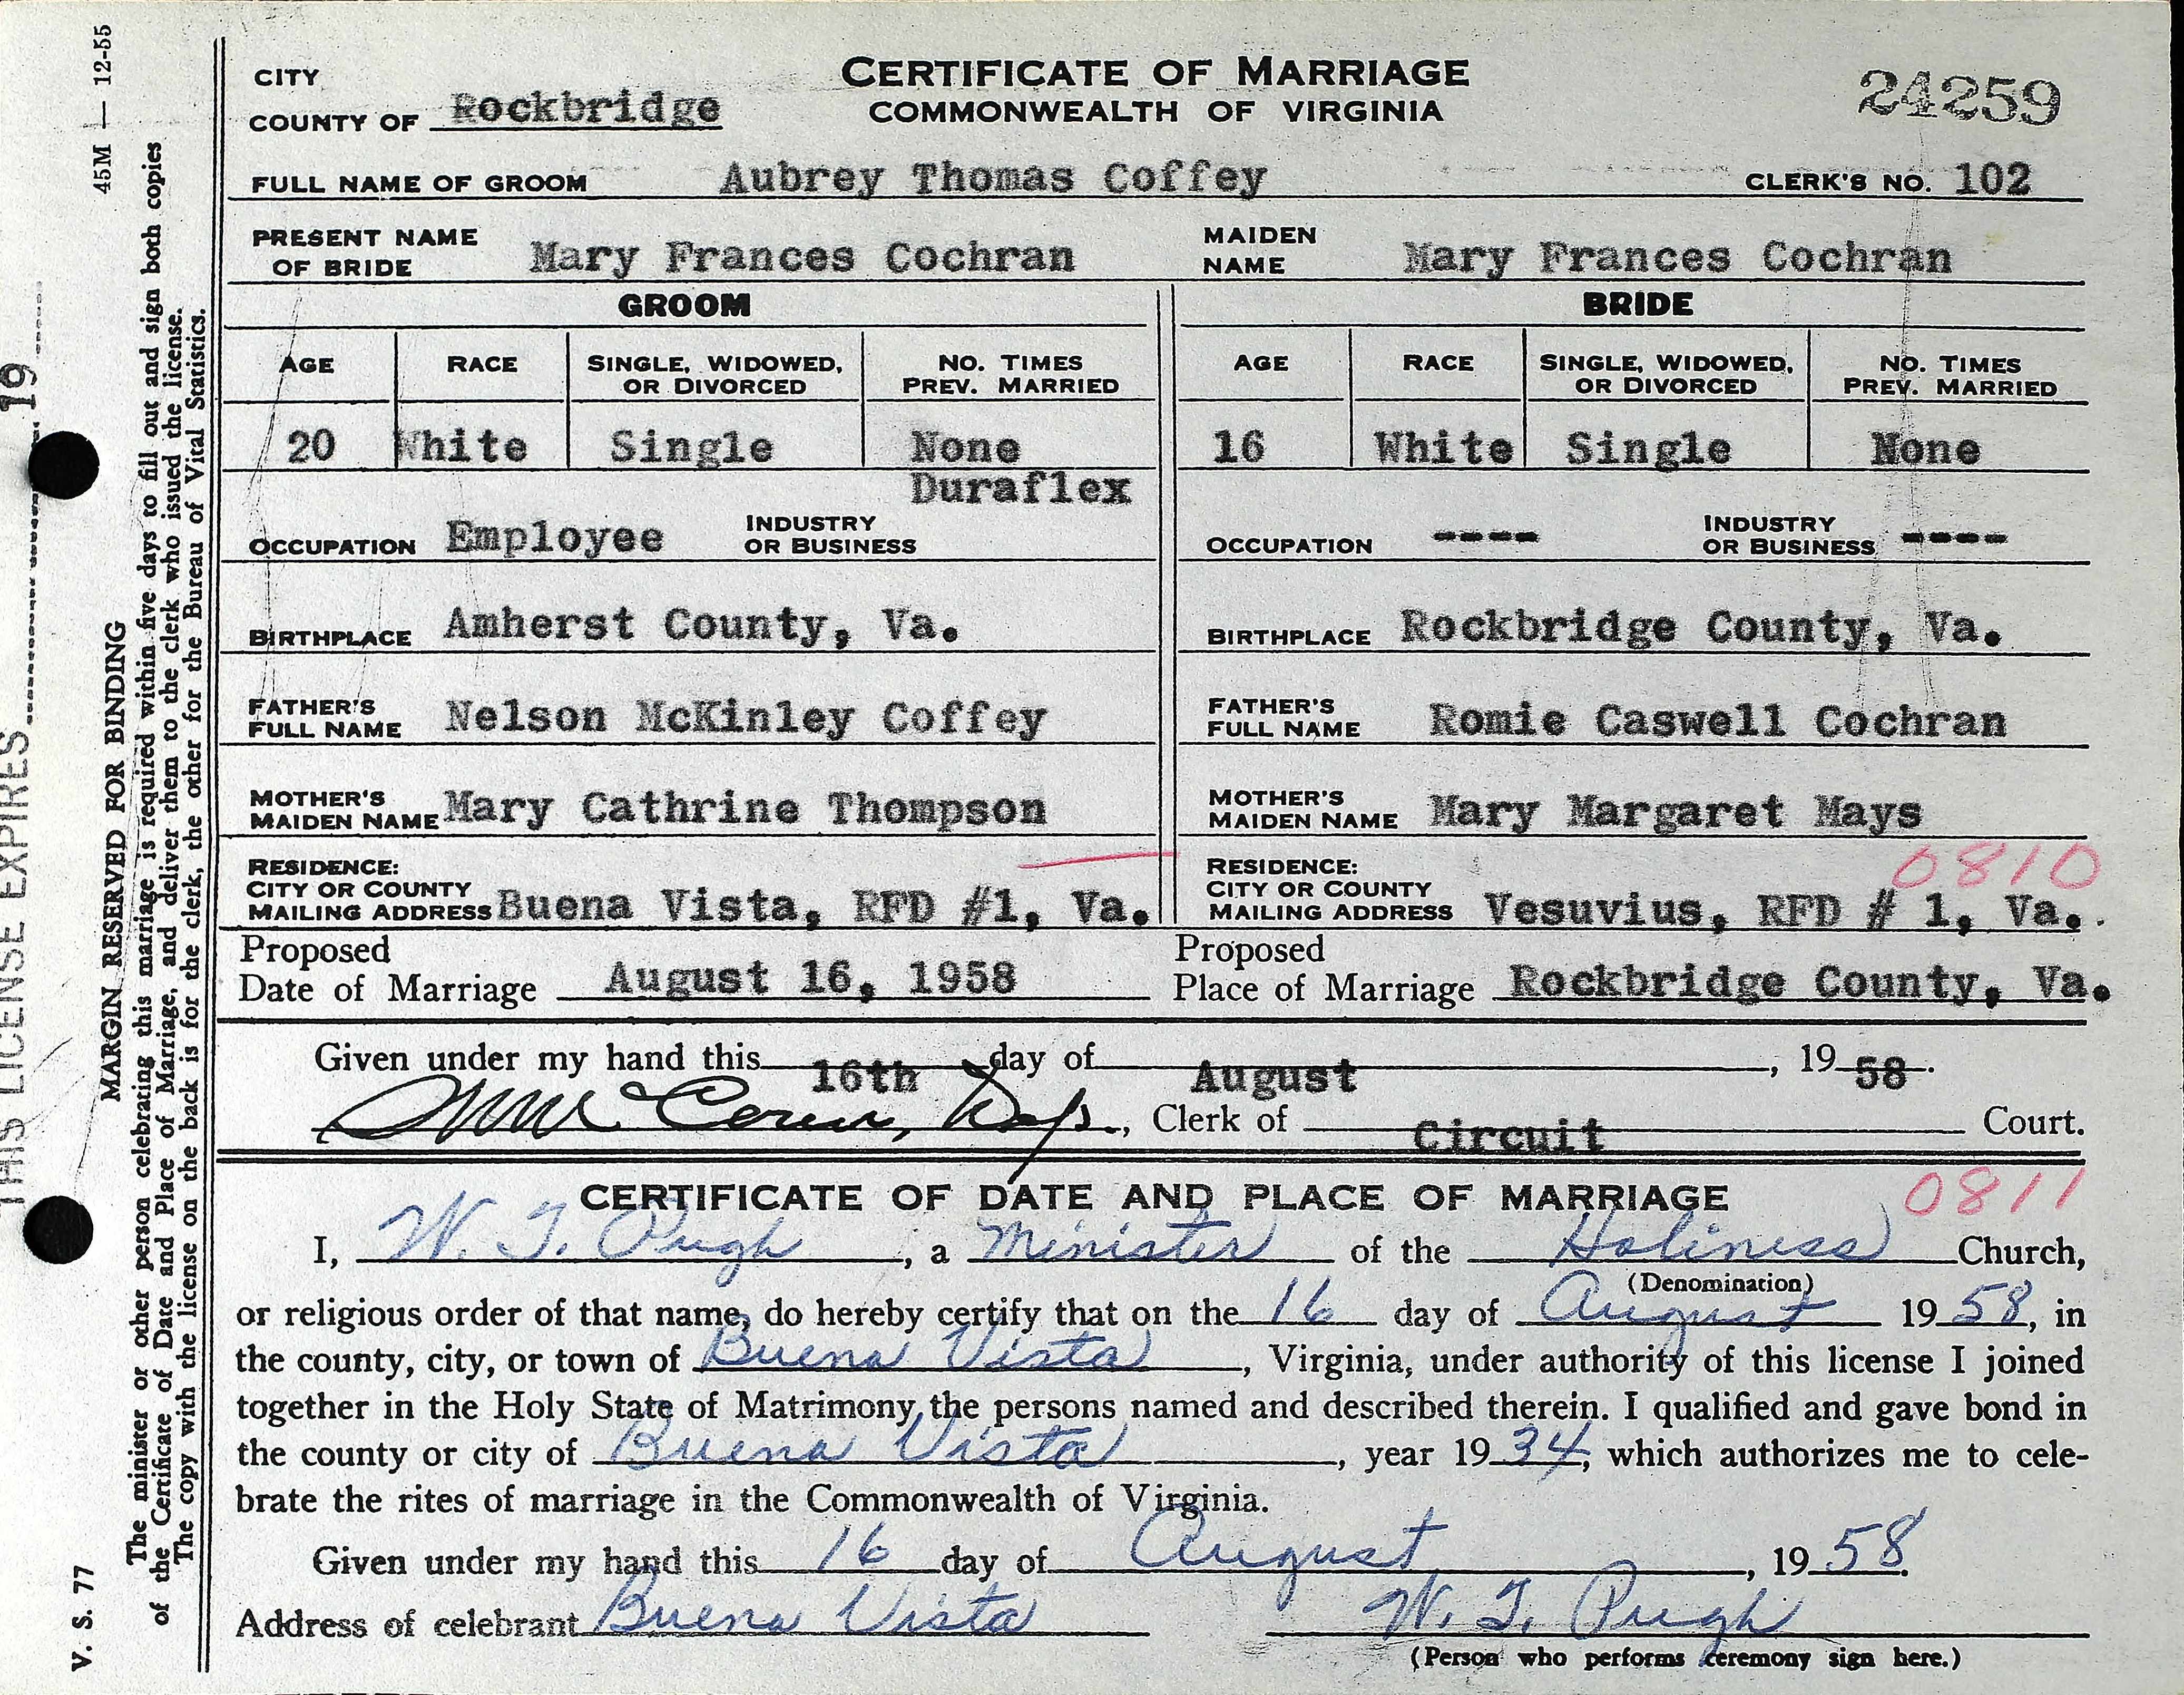 45M — 12-55
CITY
COUNTY OF Rockbridge
CERTIFICATE OF MARRIAGE
COMMONWEALTH OF VIRGINIA
24259
FULL NAME OF GROOM Aubrey Thomas Coffey CLERK'S NO. 102
PRESENT NAME OF BRIDE Mary Frances Cochran MAIDEN NAME Mary Frances Cochran
GROOM BRIDE
AGE RACE SINGLE, WIDOWED, OR DIVORCED NO. TIMES PREV. MARRIED AGE RACE SINGLE, WIDOWED, OR DIVORCED NO. TIMES PREV. MARRIED
20 White Single None 16 White Single None
Duraflex
OCCUPATION Employee INDUSTRY OR BUSINESS OCCUPATION ---- INDUSTRY OR BUSINESS ----
BIRTHPLACE Amherst County, Va. BIRTHPLACE Rockbridge County, Va.
FATHER'S FULL NAME Nelson McKinley Coffey FATHER'S FULL NAME Romie Caswell Cochran
MOTHER'S MAIDEN NAME Mary Cathrine Thompson MOTHER'S MAIDEN NAME Mary Margaret Mays
0810
RESIDENCE: CITY OR COUNTY MAILING ADDRESS Buena Vista, RFD #1, Va. RESIDENCE: CITY OR COUNTY MAILING ADDRESS Vesuvius, RFD # 1, Va.
Proposed Date of Marriage August 16, 1958 Proposed Place of Marriage Rockbridge County, Va.
Given under my hand this 16th day of August, 1958.
Dep., Clerk of Circuit Court.
CERTIFICATE OF DATE AND PLACE OF MARRIAGE 0811
I, W. T. Pugh, a Minister of the Holiness Church,
(Denomination)
or religious order of that name, do hereby certify that on the 16 day of August 1958, in
the county, city, or town of Buena Vista, Virginia, under authority of this license I joined
together in the Holy State of Matrimony the persons named and described therein. I qualified and gave bond in
the county or city of Buena Vista, year 1934, which authorizes me to cele-
brate the rites of marriage in the Commonwealth of Virginia.
Given under my hand this 16 day of August, 1958.
Address of celebrant Buena Vista W. T. Pugh
(Person who performs ceremony sign here.)
V. S. 77
MARGIN RESERVED FOR BINDING
The minister or other person celebrating this marriage is required within five days to fill out and sign both copies
of the Certificate of Date and Place of Marriage, and deliver them to the clerk who issued the license.
The copy with the license on the back is for the clerk, the other for the Bureau of Vital Statistics.
THIS LICENSE EXPIRES 19